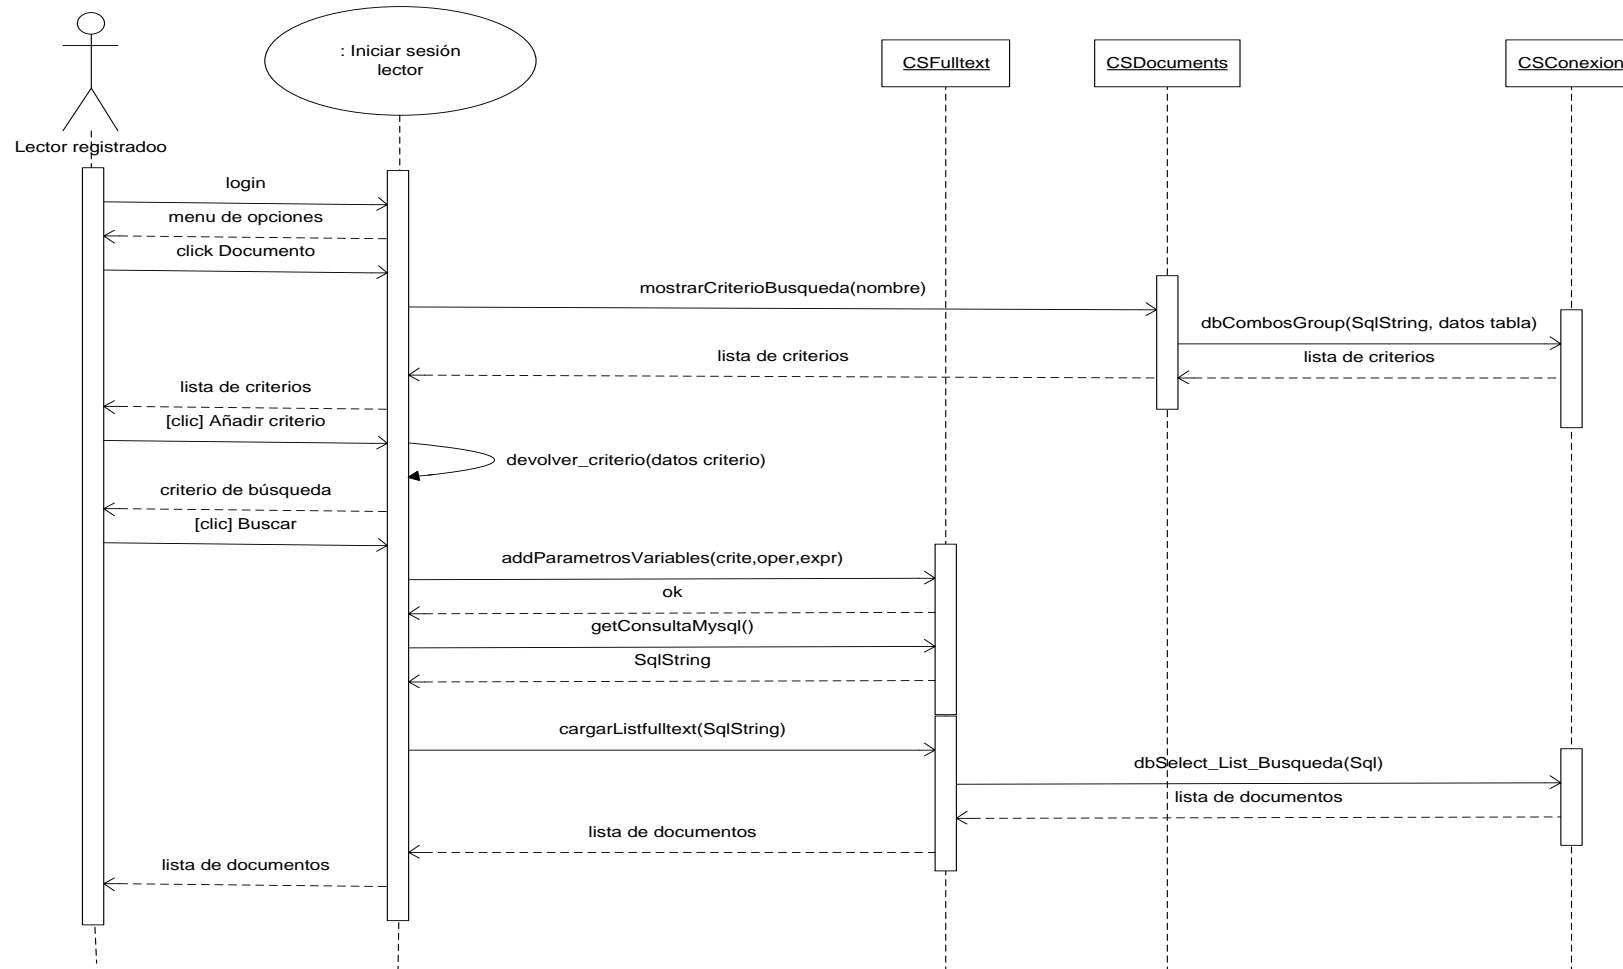 : Iniciar sesión
lector
CSFulltext
CSDocuments
CSConexion
Lector registradoo
login
menu de opciones
click Documento
mostrarCriterioBusqueda(nombre)
dbCombosGroup(SqlString, datos tabla)
lista de criterios
lista de criterios
lista de criterios
[clic] Añadir criterio
devolver_criterio(datos criterio)
criterio de búsqueda
[clic] Buscar
addParametrosVariables(crite,oper,expr)
ok
getConsultaMysql()
SqlString
cargarListfulltext(SqlString)
dbSelect_List_Busqueda(Sql)
lista de documentos
lista de documentos
lista de documentos